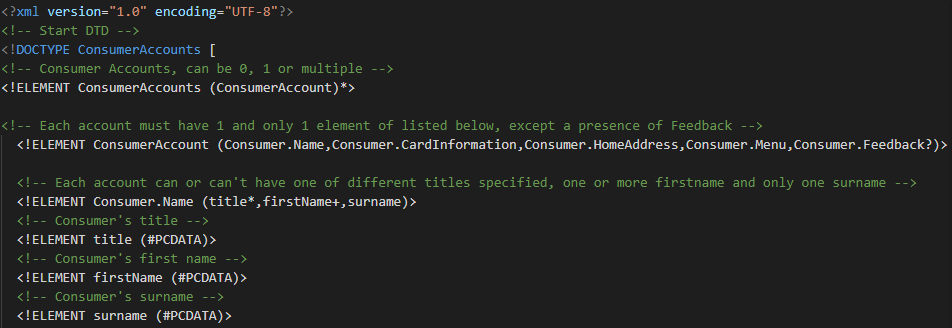 <?xml version="1.0" encoding="UTF-8"?>
<!-- Start DTD -->
<!DOCTYPE ConsumerAccounts [
<!-- Consumer Accounts, can be 0, 1 or multiple -->
<!ELEMENT ConsumerAccounts (ConsumerAccount)*>
<!-- Each account must have 1 and only 1 element of listed below, except a presence of Feedback -->
<!ELEMENT ConsumerAccount (Consumer.Name,Consumer.CardInformation,Consumer.HomeAddress,Consumer.Menu,Consumer.Feedback?)>
<!-- Each account can or can't have one of different titles specified, one or more firstname and only one surname -->
<!ELEMENT Consumer.Name (title*,firstName+,surname)>
<!-- Consumer's title -->
<!ELEMENT title (#PCDATA)>
<!-- Consumer's first name -->
<!ELEMENT firstName (#PCDATA)>
<!-- Consumer's surname -->
<!ELEMENT surname (#PCDATA)>